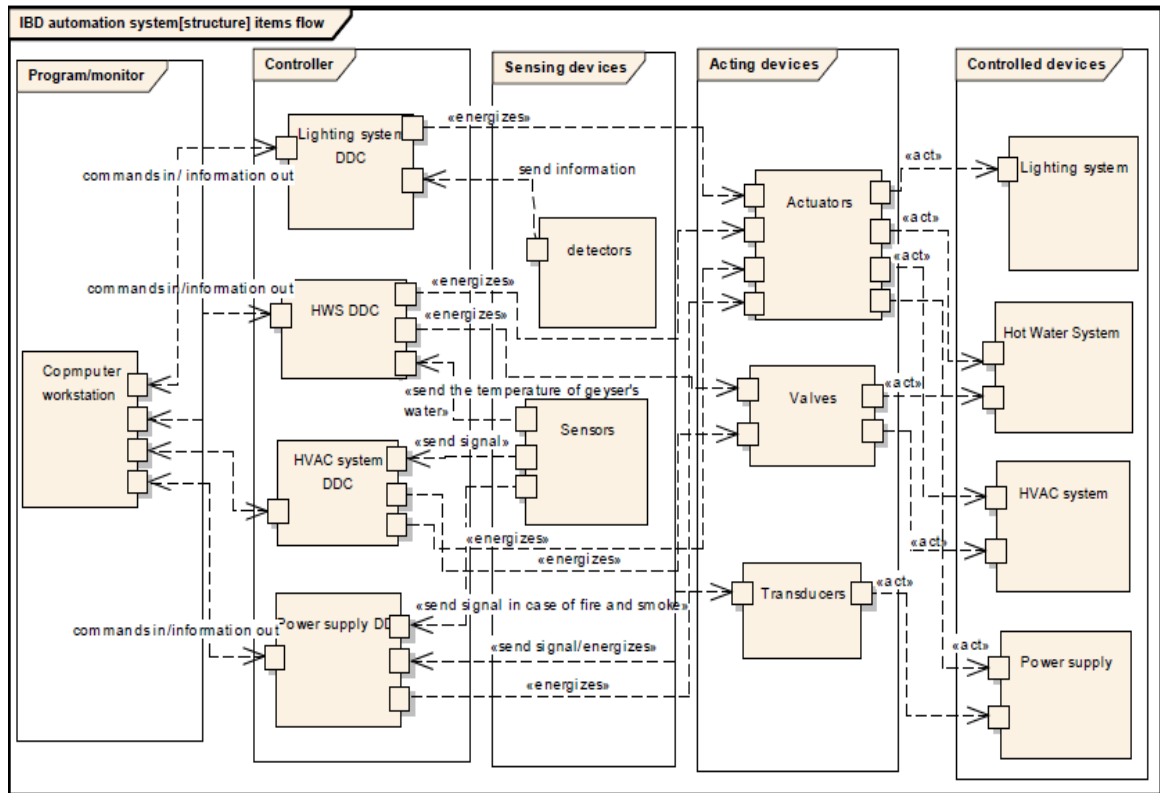 IBD automation system[structure] items flow
Program/monitor
Controller
Sensing devices
Acting devices
Controlled devices
«energizes»
Lighting system
DDC
commands in/ information out
send information
«act»
Lighting system
Actuators
detectors
«act»
«act»
«act»
commands in/information out
«energizes»
HWS DDC
«energizes»
Hot Water System
Copmputer
workstation
«send the temperature of geyser's
water»
«act»
Valves
Sensors
«send signal»
HVAC system
DDC
HVAC system
«energizes»
«energizes»
«act»
Transducers
«act»
«send signal in case of fire and smoke»
Power supply DD
commands in/information out
«send signal/energizes»
«act»
Power supply
«energizes»